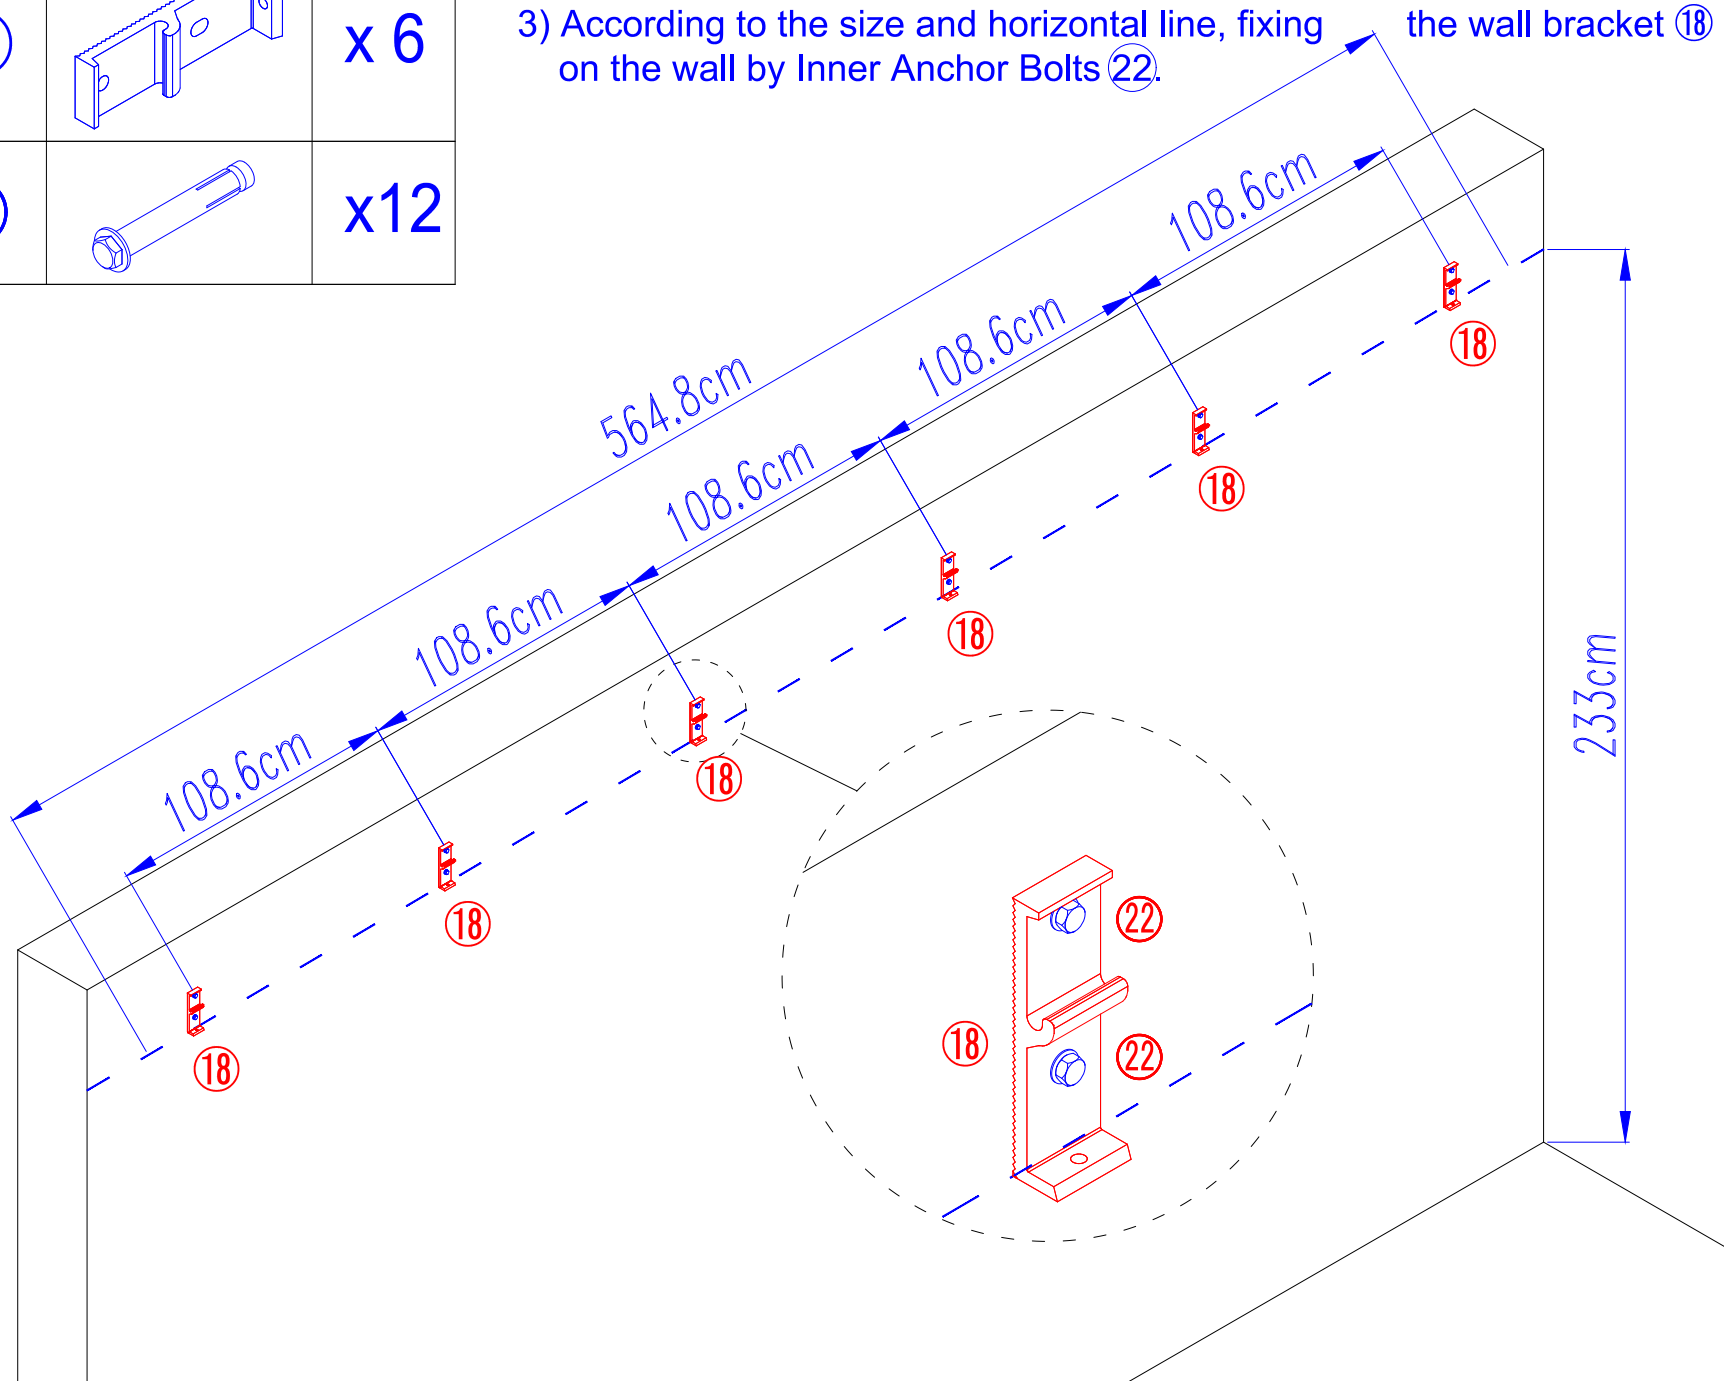 x 6
3) According to the size and horizontal line, fixing the wall bracket ⑱
on the wall by Inner Anchor Bolts ㉒.
x12
108.6cm
108.6cm
564.8cm
108.6cm
108.6cm
108.6cm
233cm
⑱
⑱
⑱
⑱
⑱
⑱
㉒
⑱
㉒